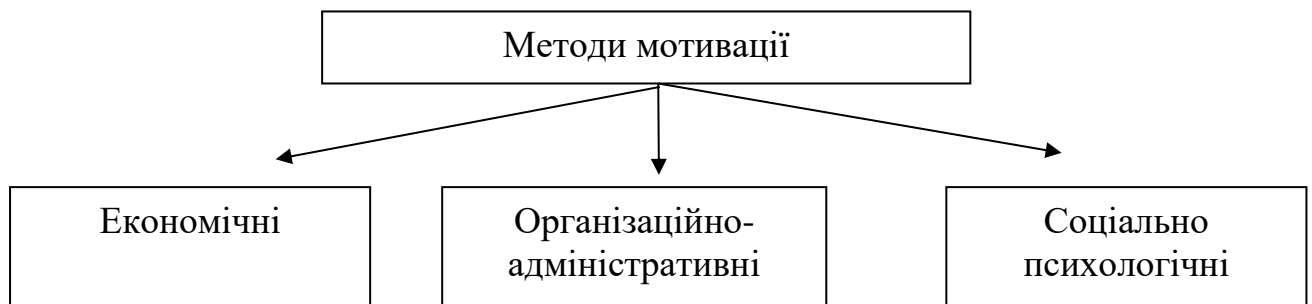 Методи мотивації
Економічні
Організаційно-
адміністративні
Соціально
психологічні